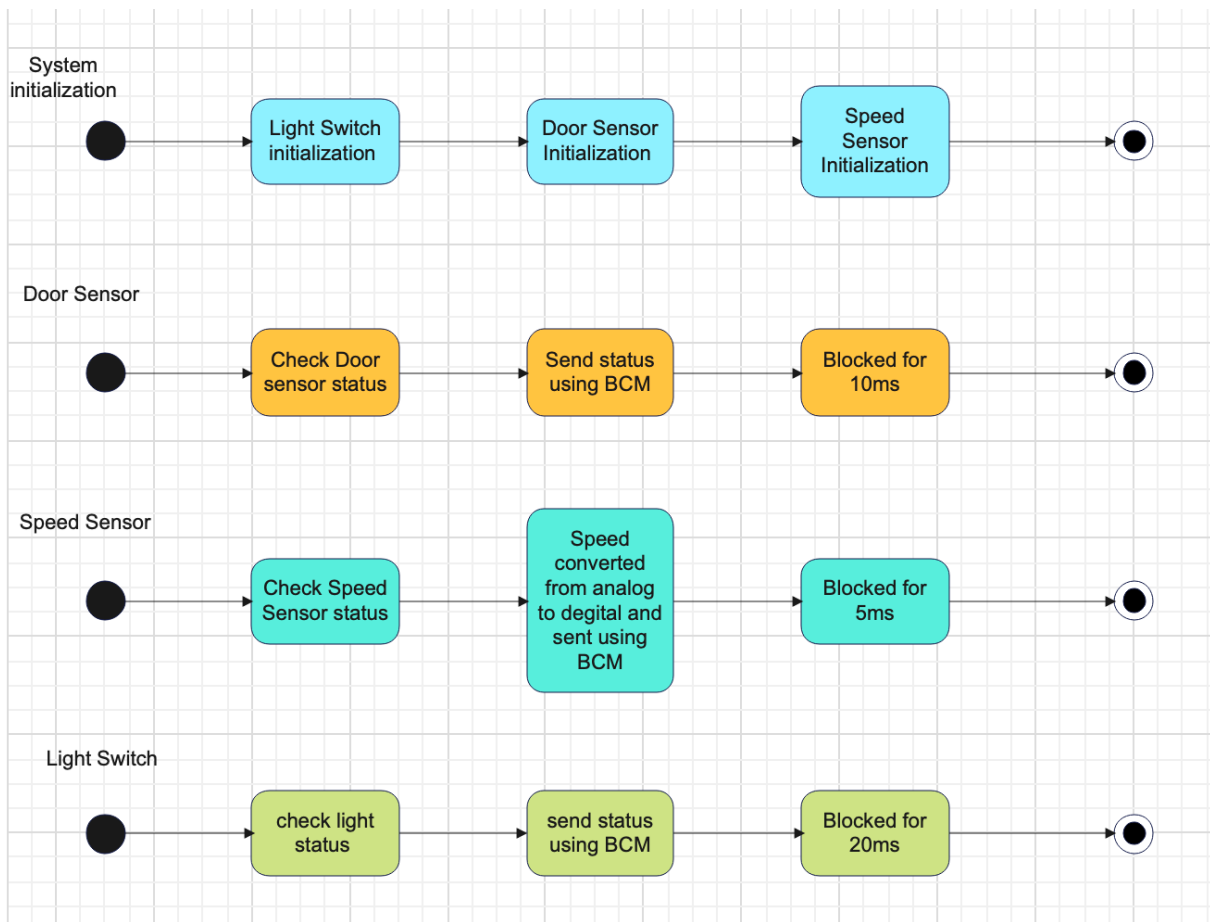 System
initialization
Light Switch
initialization
Door Sensor
Initialization
Speed
Sensor
Initialization
Door Sensor
Check Door
sensor status
Send status
using BCM
Blocked for
10ms
Speed Sensor
Check Speed
Sensor status
Speed
converted
from analog
to degital and
sent using
BCM
Blocked for
5ms
Light Switch
check light
status
send status
using BCM
Blocked for
20ms